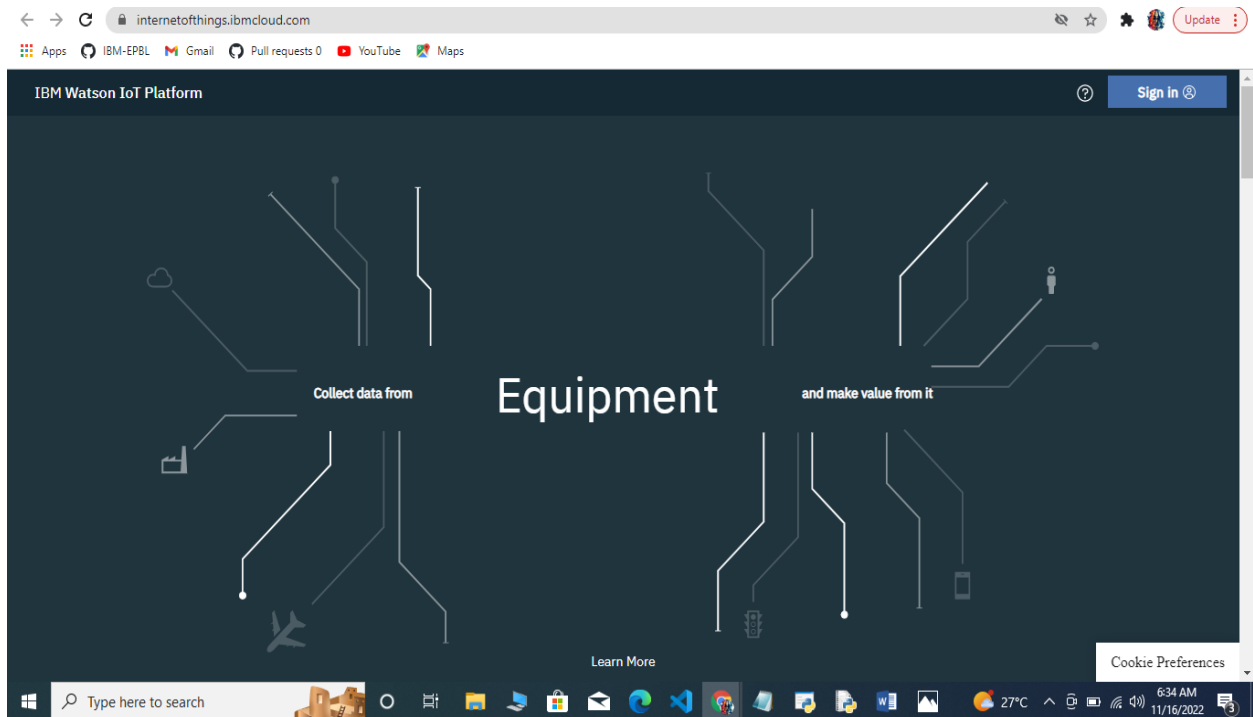 internetofthings.ibmcloud.com
Update
Apps IBM-EPBL Gmail Pull requests 0 YouTube Maps
IBM Watson IoT Platform
Sign in
Collect data from Equipment and make value from it
Learn More
Cookie Preferences
Type here to search
27°C
6:34 AM
11/16/2022
3